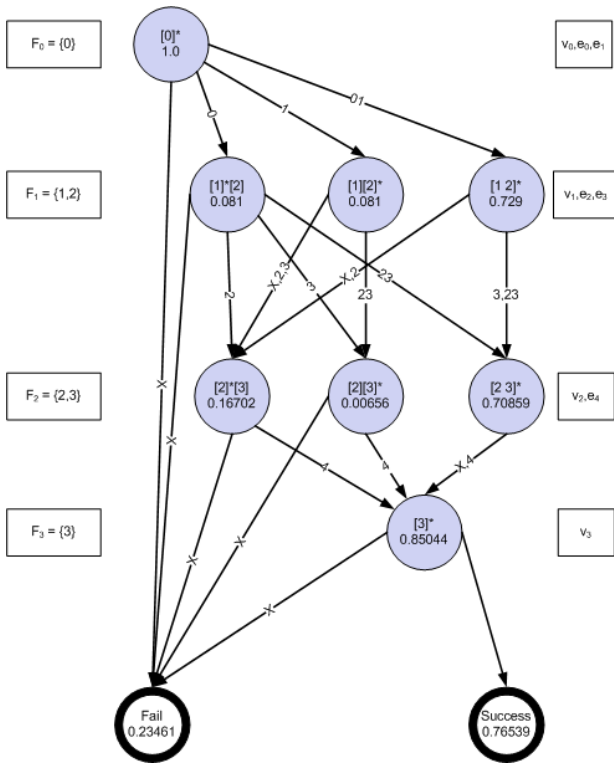 F₀ = {0}
[0]*
1.0
v₀,e₀,e₁
0
1
01
F₁ = {1,2}
[1]*[2]
0.081
[1][2]*
0.081
[1 2]*
0.729
v₁,e₂,e₃
2
X,2,3
3
23
X,2
23
3,23
X
X
F₂ = {2,3}
[2]*[3]
0.16702
[2][3]*
0.00656
[2 3]*
0.70859
v₂,e₄
4
4
X,4
F₃ = {3}
[3]*
0.85044
v₃
X
X
X
Fail
0.23461
Success
0.76539